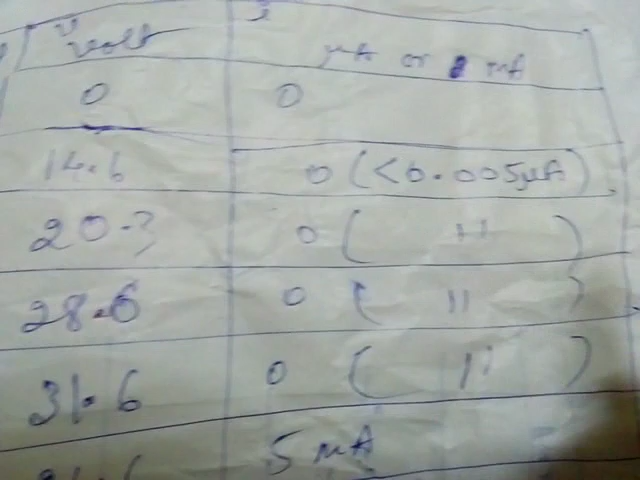 V i
volt μA or mA
0 0
14.6 0 (<0.005μA)
20.? 0 ( " )
28.6 0 ( " )
31.6 0 ( " )
5 mA